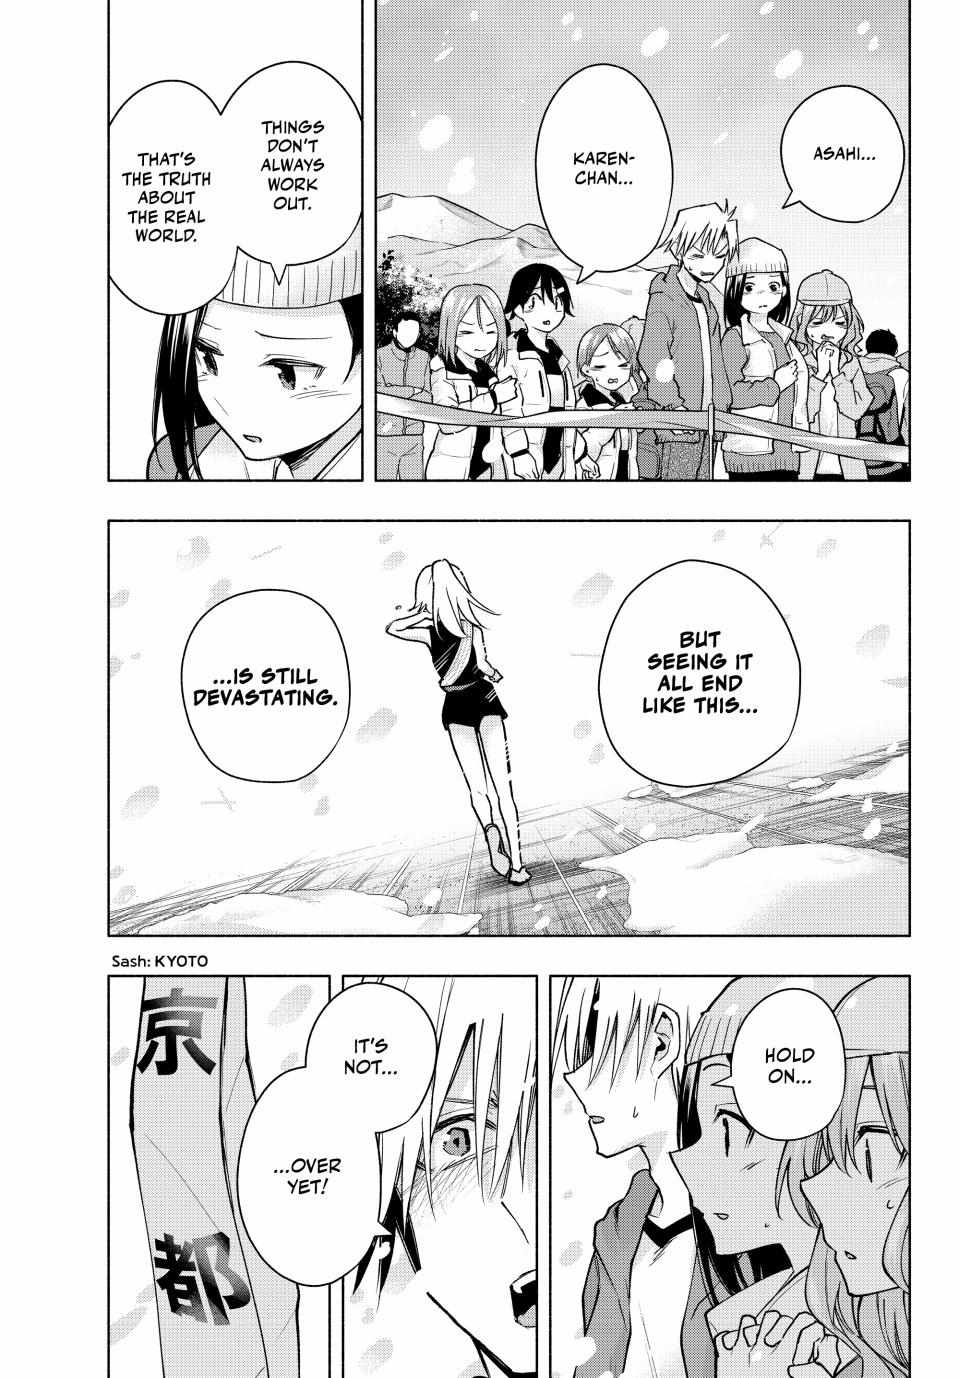 ASAHI...
KAREN-
CHAN...
THINGS
DON'T
ALWAYS
WORK
OUT.
THAT'S
THE TRUTH
ABOUT
THE REAL
WORLD.
BUT
SEEING IT
ALL END
LIKE THIS...
...IS STILL
DEVASTATING.
Sash: KYOTO
HOLD
ON...
IT'S
NOT...
...OVER
YET!
京
都